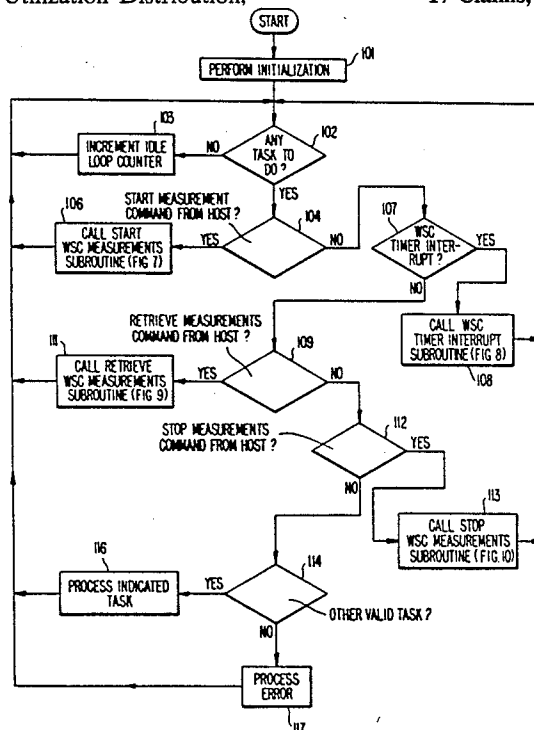 Utilization Distribution,
17 Claims,
START
101
PERFORM INITIALIZATION
103
INCREMENT IDLE
LOOP COUNTER
NO
102
ANY
TASK TO
DO ?
YES
START MEASUREMENT
COMMAND FROM HOST ?
104
106
CALL START
WSC MEASUREMENTS
SUBROUTINE (FIG 7)
YES
NO
107
WSC
TIMER INTER-
RUPT ?
YES
NO
CALL WSC
TIMER INTERRUPT
SUBROUTINE (FIG 8)
108
RETRIEVE MEASUREMENTS
COMMAND FROM HOST ?
109
111
CALL RETRIEVE
WSC MEASUREMENTS
SUBROUTINE (FIG 9)
YES
NO
112
STOP MEASUREMENTS
COMMAND FROM HOST ?
YES
NO
113
CALL STOP
WSC MEASUREMENTS
SUBROUTINE (FIG. 10)
116
PROCESS INDICATED
TASK
YES
114
OTHER VALID TASK ?
NO
PROCESS
ERROR
117